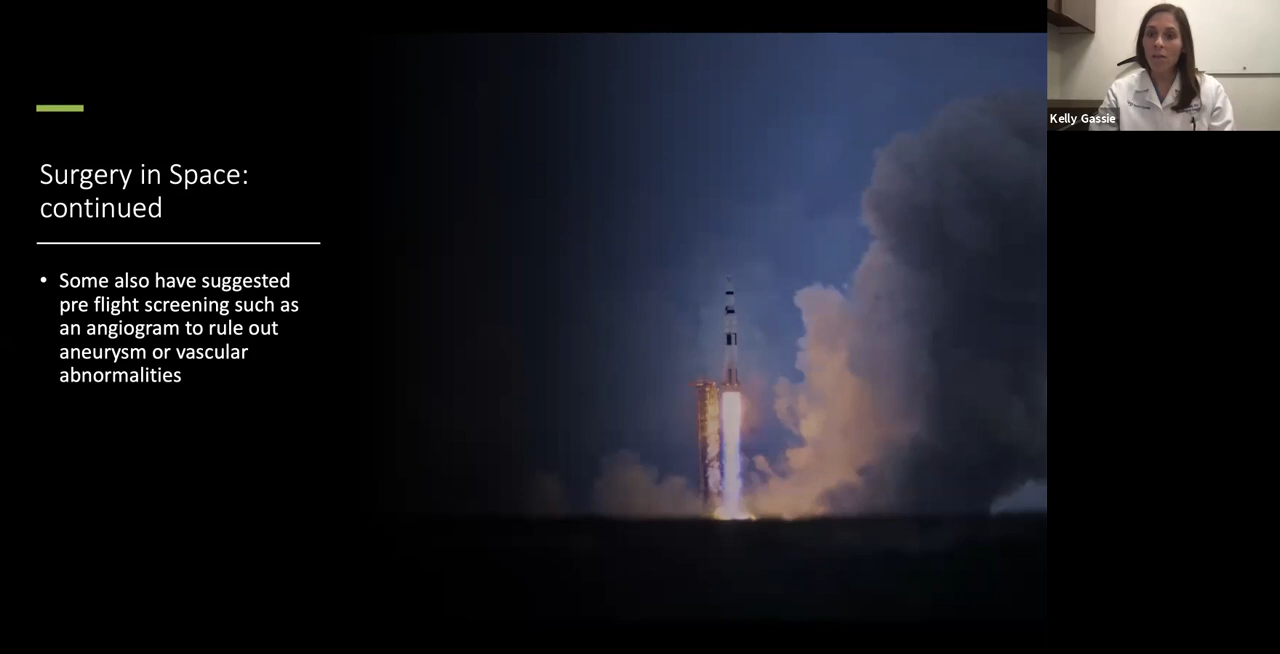 Surgery in Space:
continued
• Some also have suggested
pre flight screening such as
an angiogram to rule out
aneurysm or vascular
abnormalities
Kelly Gassie